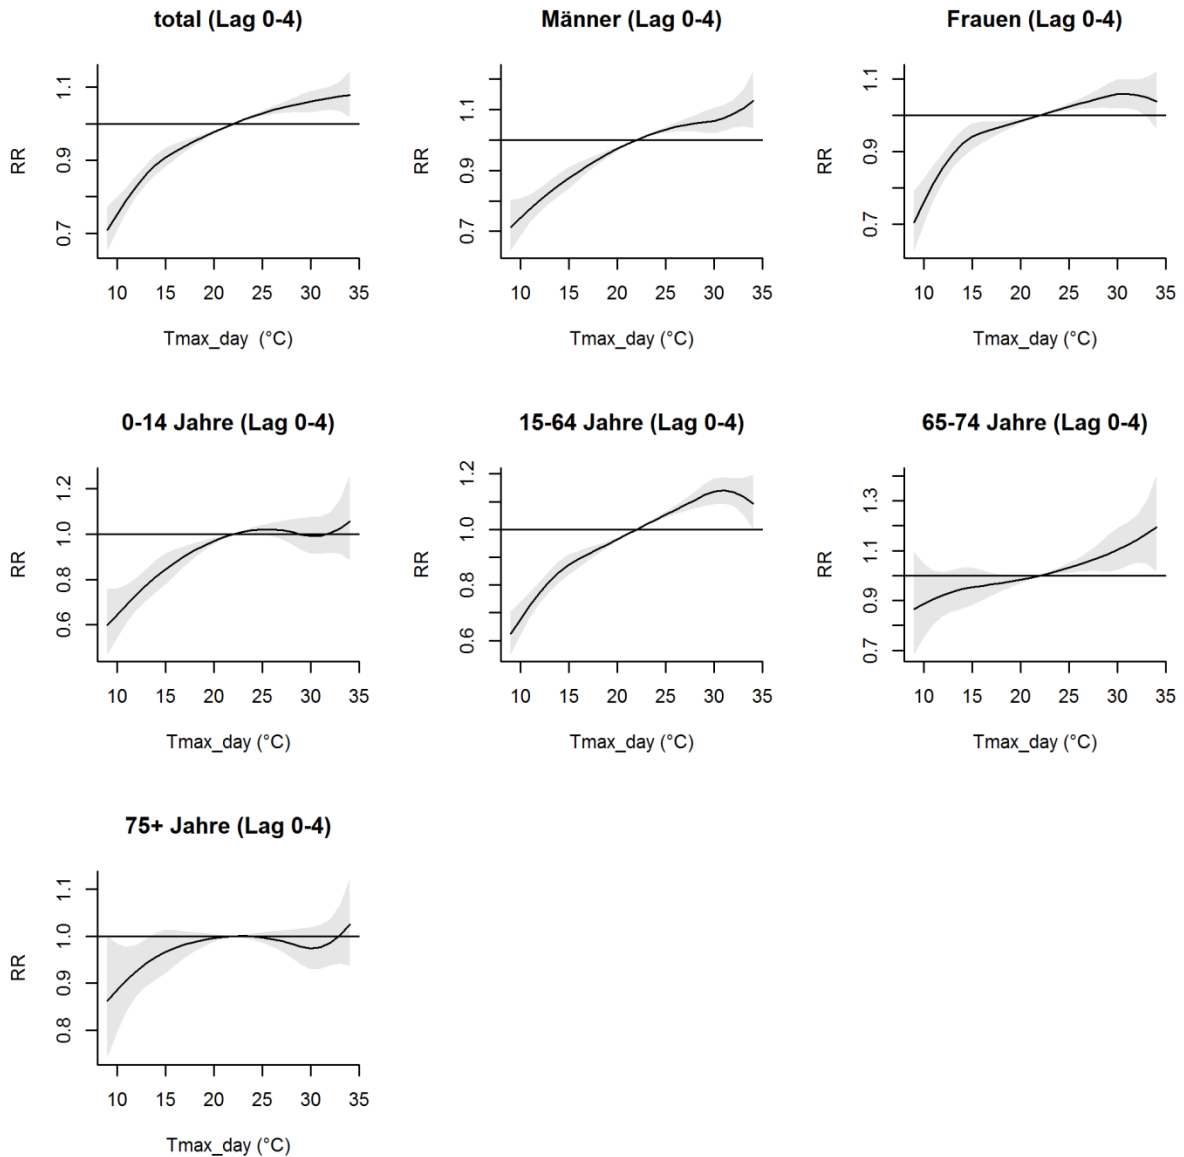 total (Lag 0-4)
RR
0.7 0.9 1.1
10 15 20 25 30 35
Tmax_day (°C)
Männer (Lag 0-4)
RR
0.7 0.9 1.1
10 15 20 25 30 35
Tmax_day (°C)
Frauen (Lag 0-4)
RR
0.7 0.9 1.1
10 15 20 25 30 35
Tmax_day (°C)
0-14 Jahre (Lag 0-4)
RR
0.6 0.8 1.0 1.2
10 15 20 25 30 35
Tmax_day (°C)
15-64 Jahre (Lag 0-4)
RR
0.6 0.8 1.0 1.2
10 15 20 25 30 35
Tmax_day (°C)
65-74 Jahre (Lag 0-4)
RR
0.7 0.9 1.1 1.3
10 15 20 25 30 35
Tmax_day (°C)
75+ Jahre (Lag 0-4)
RR
0.8 0.9 1.0 1.1
10 15 20 25 30 35
Tmax_day (°C)